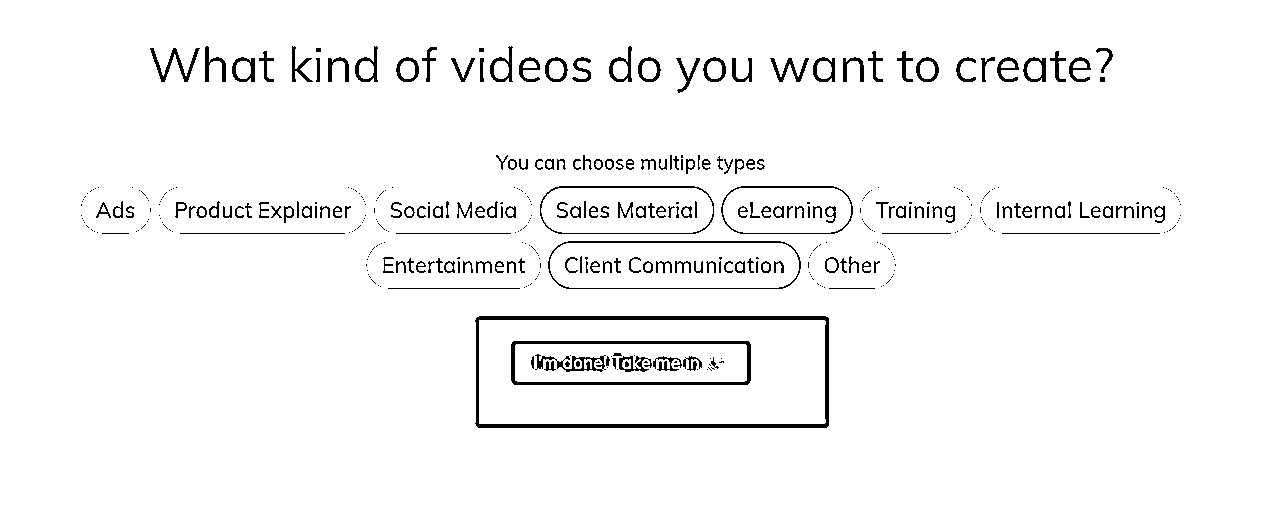 What kind of videos do you want to create?
You can choose multiple types
Ads Product Explainer Social Media Sales Material eLearning Training Internal Learning
Entertainment Client Communication Other
I'm done! Take me in